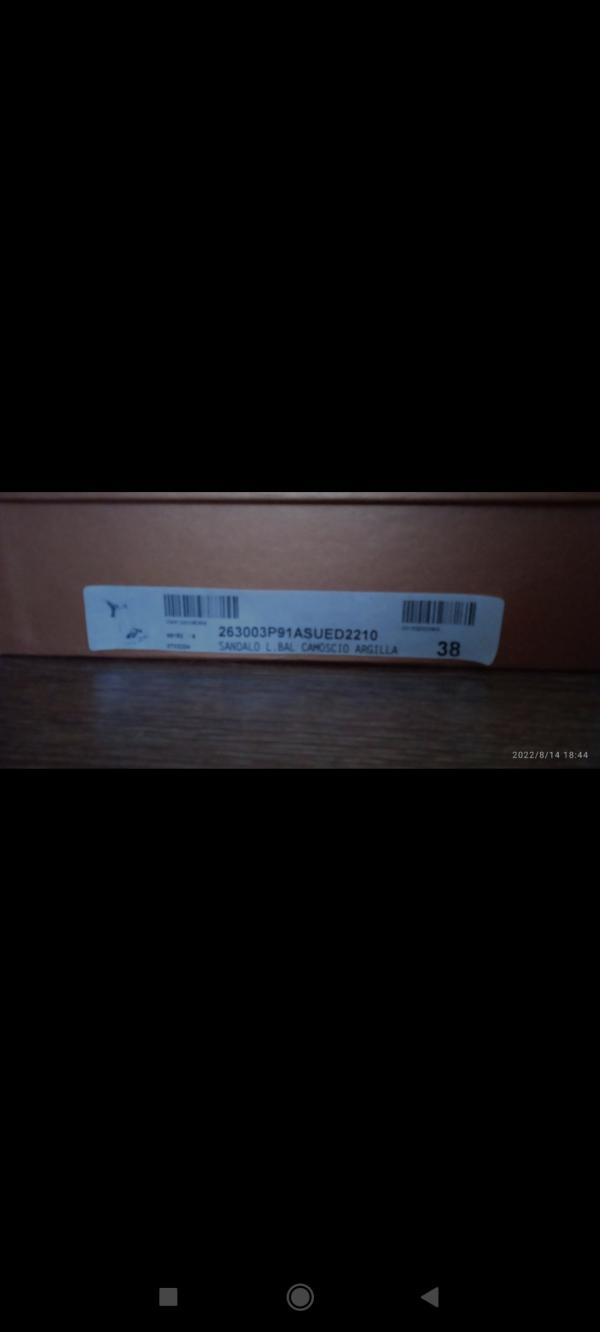 263003P91ASUED2210
SANDALO L.BAL CAMOSCIO ARGILLA
38
2022/8/14 18:44